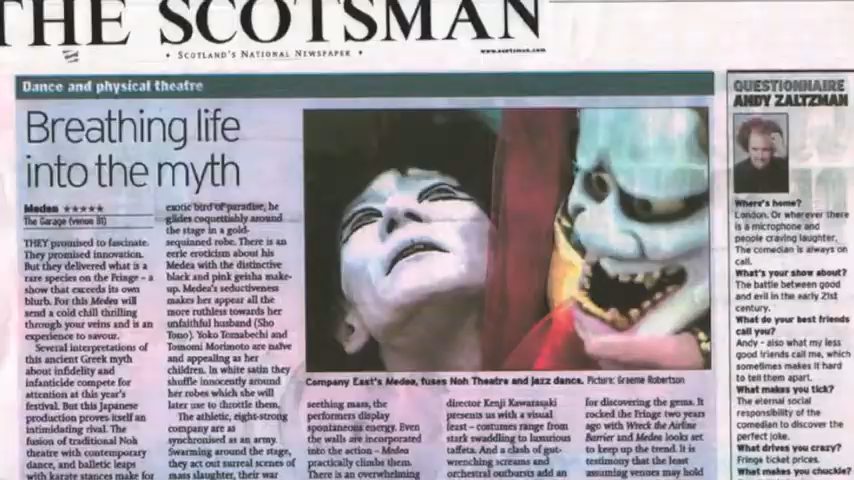 THE SCOTSMAN
• SCOTLAND'S NATIONAL NEWSPAPER •
www.scotsman.com
Dance and physical theatre
Breathing life
into the myth
Medea ★★★★★
The Garage (venue 81)
THEY promised to fascinate.
They promised innovation.
But they delivered what is a
rare species on the Fringe – a
show that exceeds its own
blurb. For this Medea will
send a cold chill thrilling
through your veins and is an
experience to savour.
Several interpretations of
this ancient Greek myth
about infidelity and
infanticide compete for
attention at this year's
festival. But this Japanese
production proves itself an
intimidating rival. The
fusion of traditional Noh
theatre with contemporary
dance, and balletic leaps
with karate stances make for
exotic bird of paradise, he
glides coquettishly around
the stage in a gold-
sequined robe. There is an
eerie eroticism about his
Medea with the distinctive
black and pink geisha make-
up. Medea's seductiveness
makes her appear all the
more ruthless towards her
unfaithful husband (Sho
Tono). Yoko Tomabechi and
Tomomi Morimoto are naïve
and appealing as her
children. In white satin they
shuffle innocently around
her robes which she will
later use to throttle them.
The athletic, eight-strong
company are as
synchronised as an army.
Swarming around the stage,
they act out surreal scenes of
mass slaughter, their war
Company East's Medea, fuses Noh Theatre and jazz dance. Picture: Graeme Robertson
seething mass, the
performers display
spontaneous energy. Even
the walls are incorporated
into the action – Medea
practically climbs them.
There is an overwhelming
director Kenji Kawarasaki
presents us with a visual
feast – costumes range from
stark swaddling to luxurious
taffeta. And a clash of gut-
wrenching screams and
orchestral outbursts add an
for discovering the gems. It
rocked the Fringe two years
ago with Wreck the Airline
Barrier and Medea looks set
to keep up the trend. It is
testimony that the least
assuming venues may hold
QUESTIONNAIRE
ANDY ZALTZMAN
Where's home?
London. Or wherever there
is a microphone and
people craving laughter.
The comedian is always on
call.
What's your show about?
The battle between good
and evil in the early 21st
century.
What do your best friends
call you?
Andy – also what my less
good friends call me, which
sometimes makes it hard
to tell them apart.
What makes you tick?
The eternal social
responsibility of the
comedian to discover the
perfect joke.
What drives you crazy?
Fringe ticket prices.
What makes you chuckle?